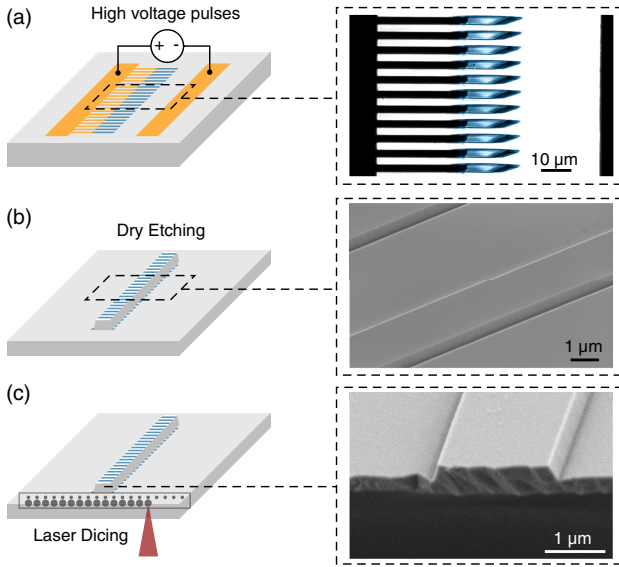 (a)
High voltage pulses
+ -
10 µm
(b)
Dry Etching
1 µm
(c)
Laser Dicing
1 µm